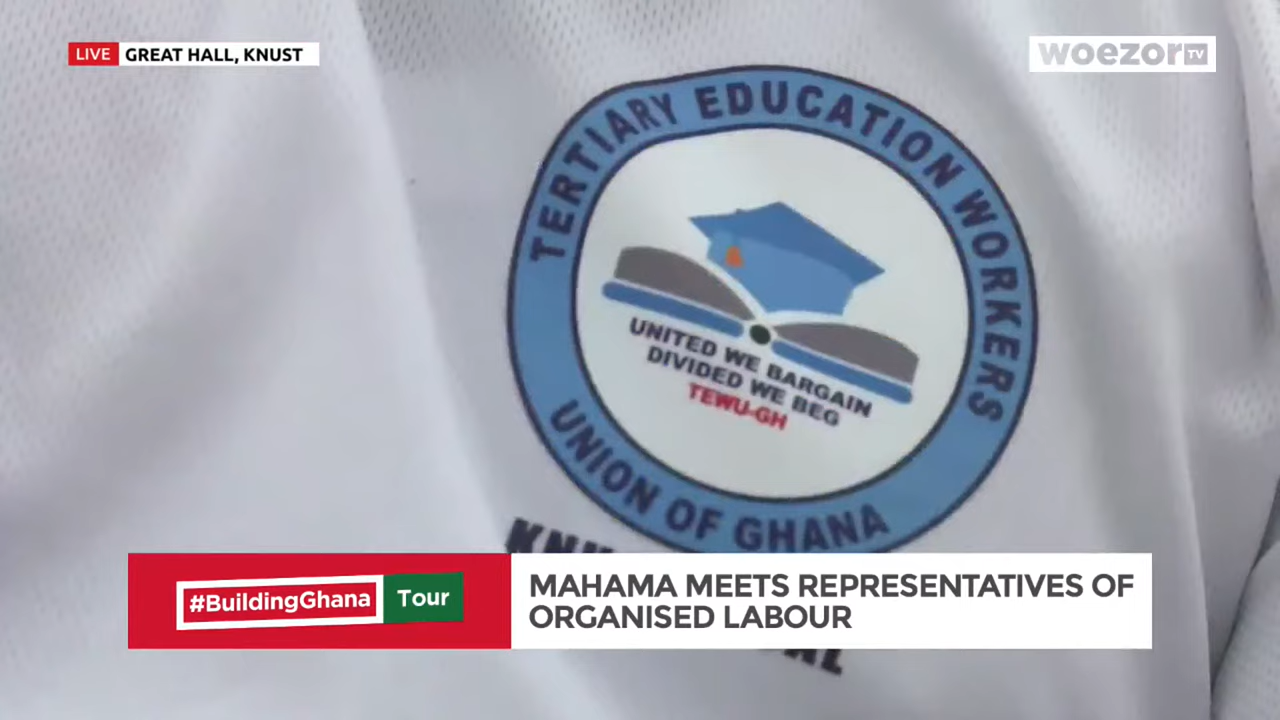 LIVE GREAT HALL, KNUST
woezor TV
TERTIARY EDUCATION WORKERS
UNITED WE BARGAIN
DIVIDED WE BEG
TEWU-GH
UNION OF GHANA
#BuildingGhana Tour
MAHAMA MEETS REPRESENTATIVES OF
ORGANISED LABOUR